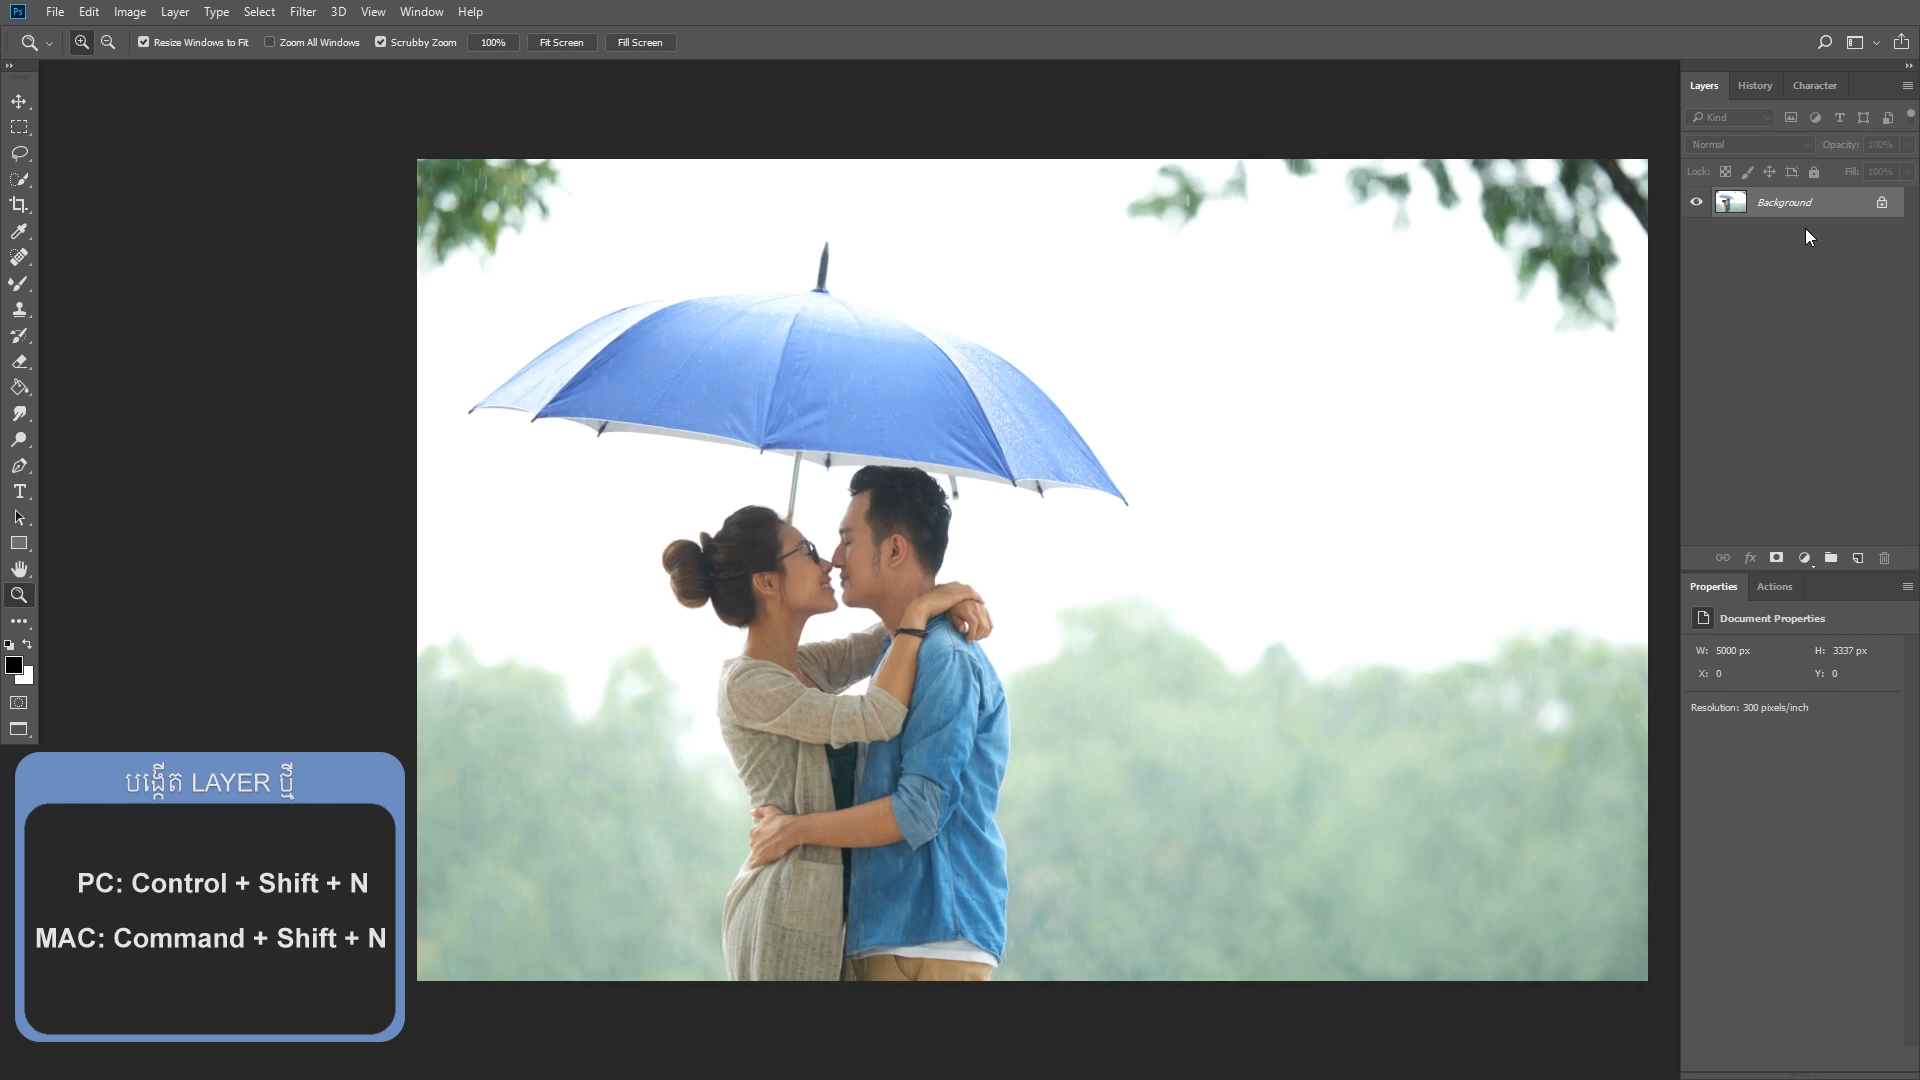 Ps File Edit Image Layer Type Select Filter 3D View Window Help
Resize Windows to Fit Zoom All Windows Scrubby Zoom 100% Fit Screen Fill Screen
Layers History Character
Kind
Normal Opacity: 100%
Lock: Fill: 100%
Background
fx
Properties Actions
Document Properties
W: 5000 px H: 3337 px
X: 0 Y: 0
Resolution: 300 pixels/inch
បង្កើត LAYER ថ្មី
PC: Control + Shift + N
MAC: Command + Shift + N